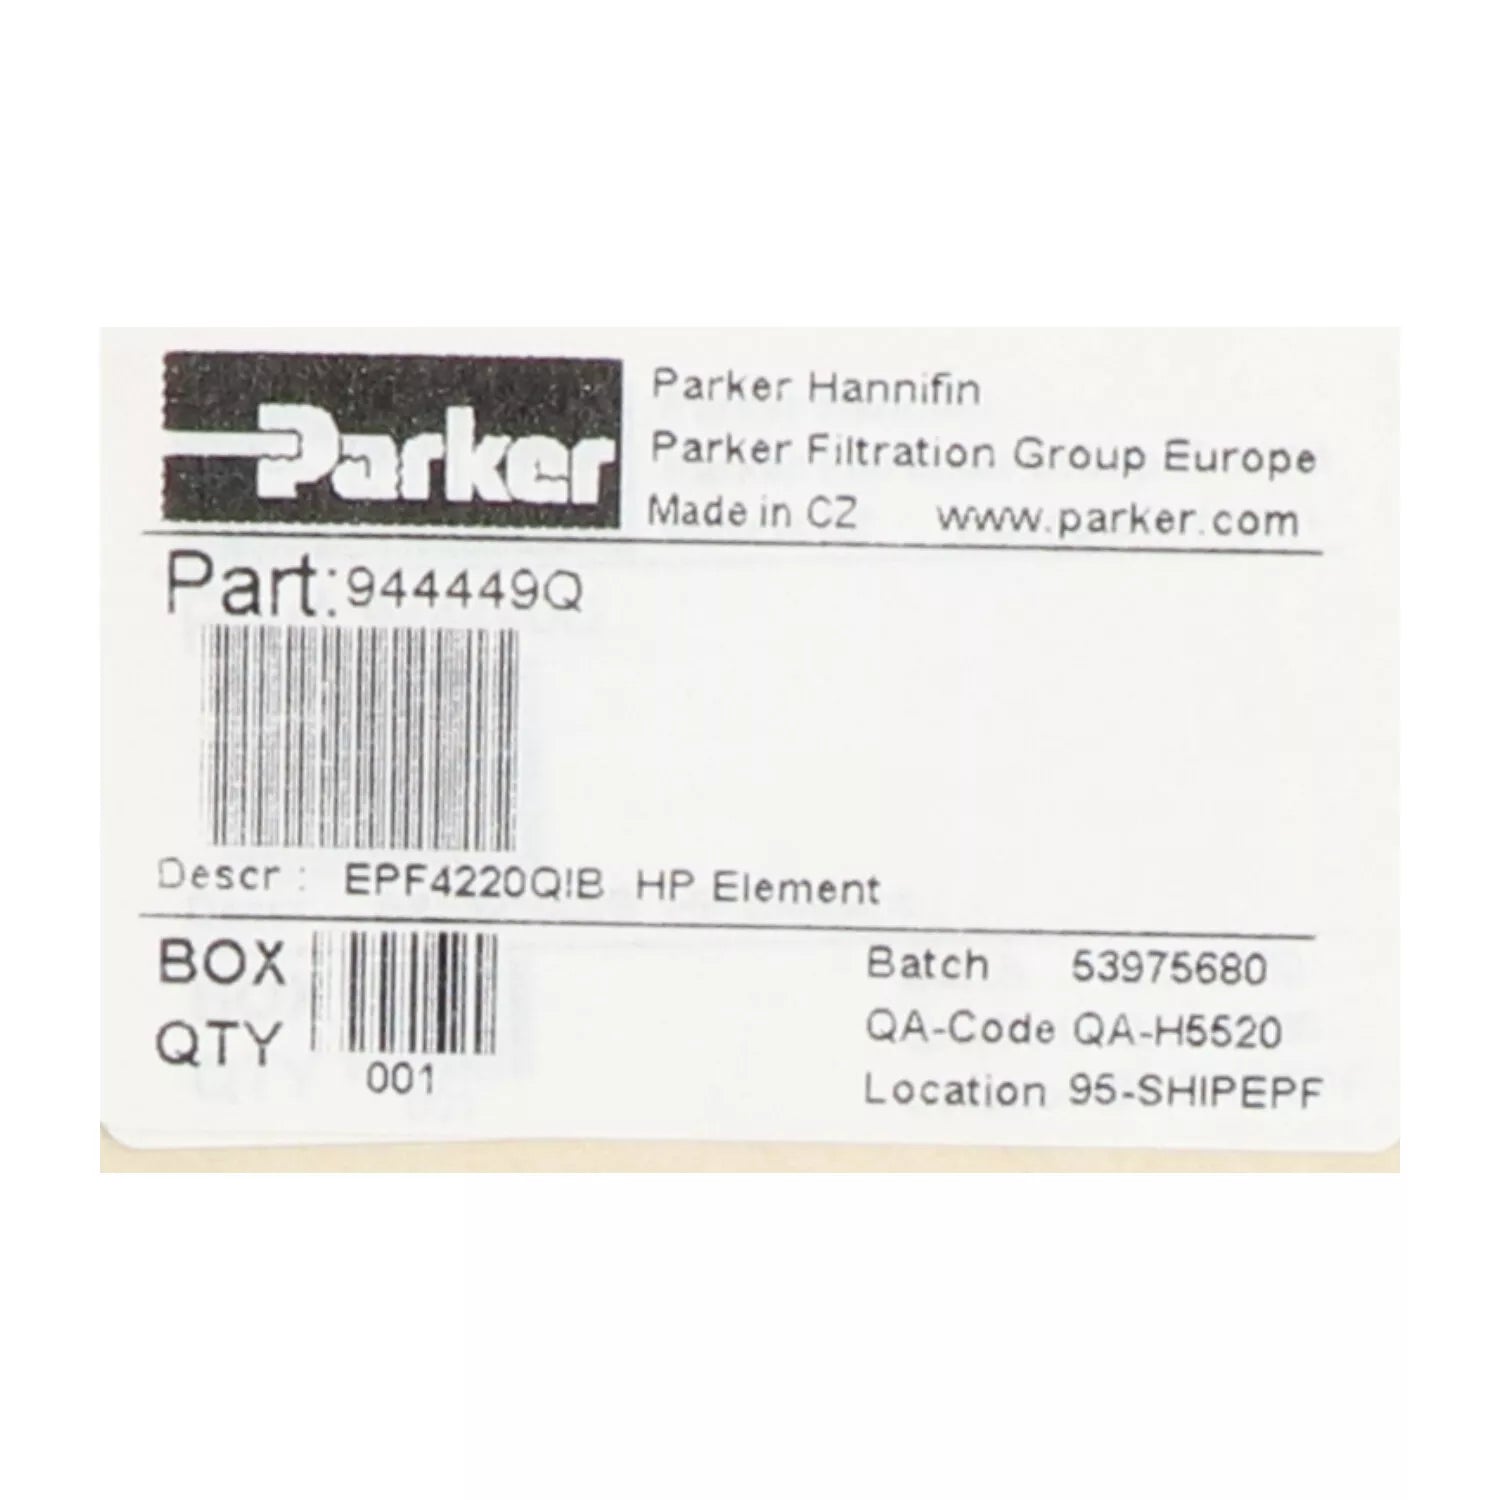 Parker
Parker Hannifin
Parker Filtration Group Europe
Made in CZ www.parker.com
Part:944449Q
Descr : EPF4220QIB HP Element
BOX
QTY
001
Batch 53975680
QA-Code QA-H5520
Location 95-SHIPEPF